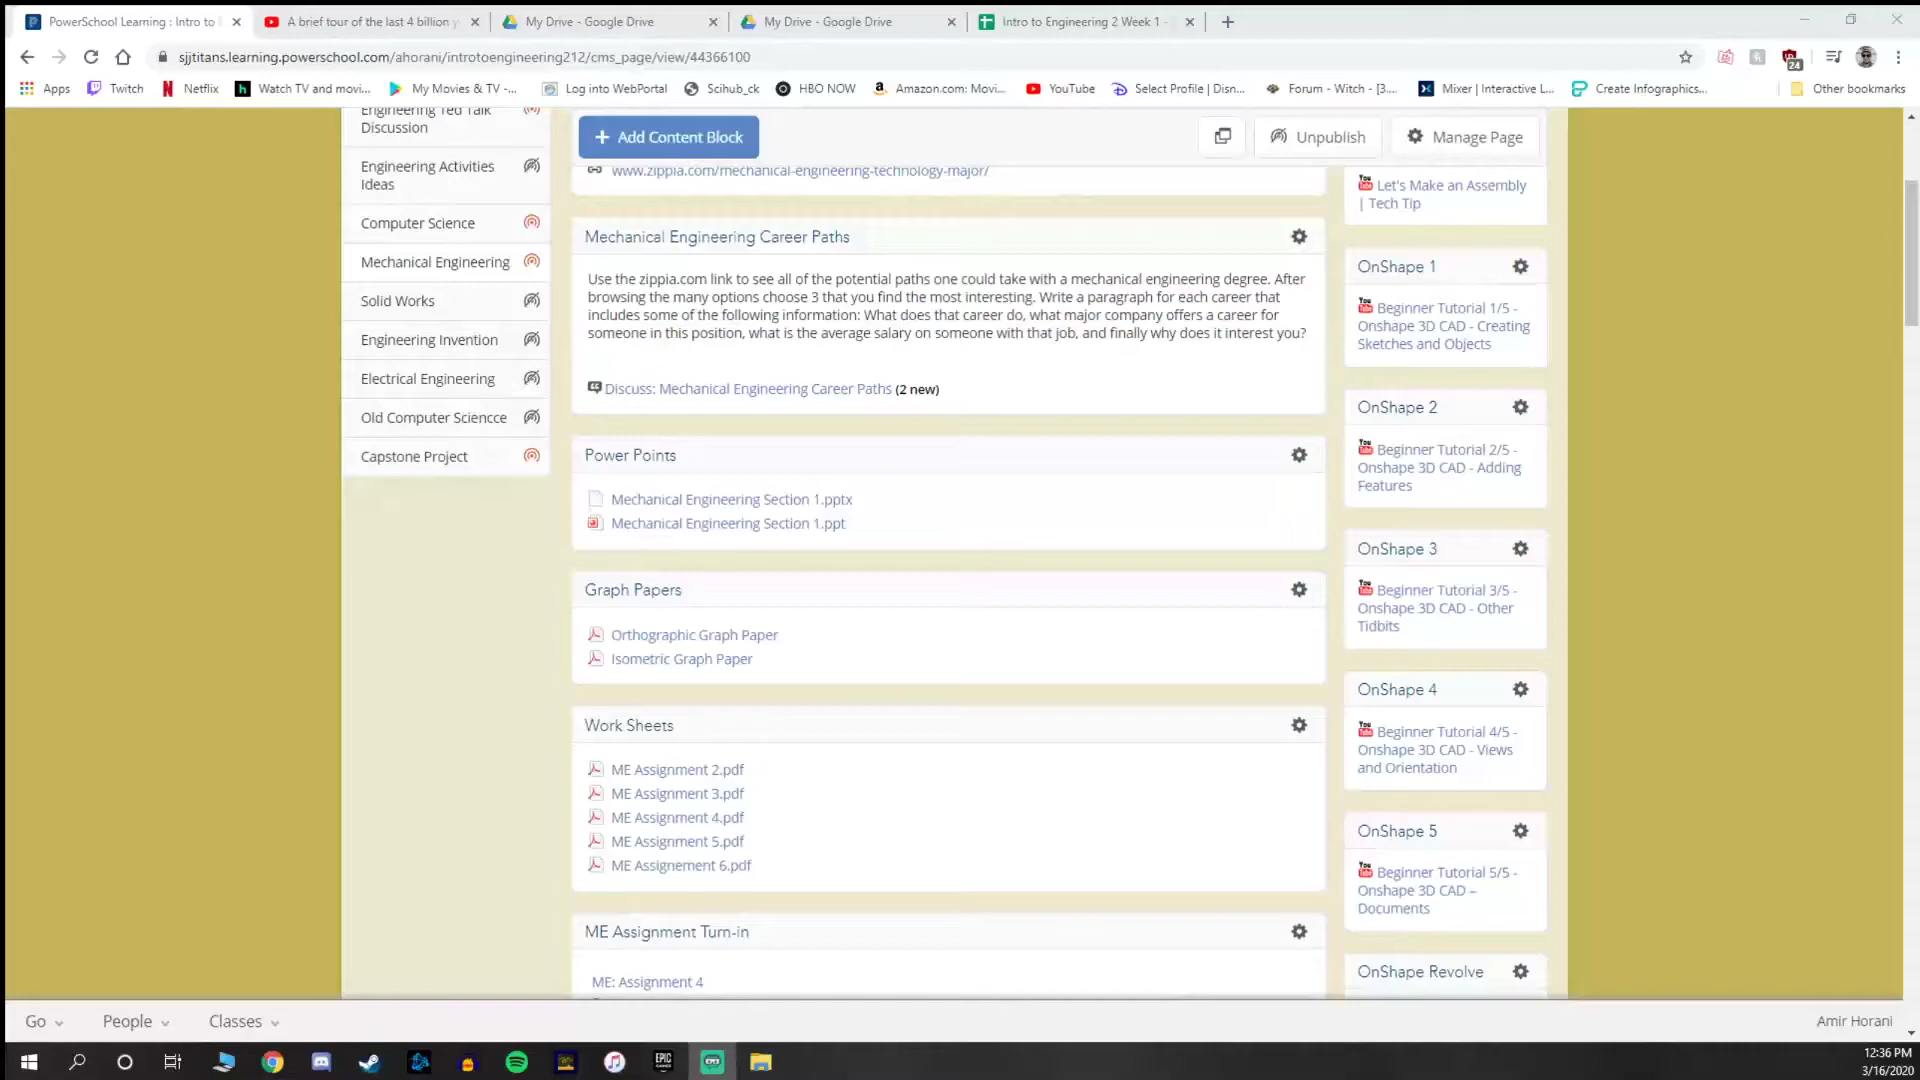 PowerSchool Learning : Intro to
A brief tour of the last 4 billion y
My Drive - Google Drive
My Drive - Google Drive
Intro to Engineering 2 Week 1 -
sjjtitans.learning.powerschool.com/ahorani/introtoengineering212/cms_page/view/44366100
24
Apps
Twitch
Netflix
Watch TV and movi...
My Movies & TV -...
Log into WebPortal
Scihub_ck
HBO NOW
Amazon.com: Movi...
YouTube
Select Profile | Disn...
Forum - Witch - [3....
Mixer | Interactive L...
Create Infographics...
Other bookmarks
Engineering Ted Talk
Discussion
Engineering Activities
Ideas
Computer Science
Mechanical Engineering
Solid Works
Engineering Invention
Electrical Engineering
Old Computer Sciencce
Capstone Project
+ Add Content Block
Unpublish
Manage Page
www.zippia.com/mechanical-engineering-technology-major/
Mechanical Engineering Career Paths
Use the zippia.com link to see all of the potential paths one could take with a mechanical engineering degree. After
browsing the many options choose 3 that you find the most interesting. Write a paragraph for each career that
includes some of the following information: What does that career do, what major company offers a career for
someone in this position, what is the average salary on someone with that job, and finally why does it interest you?
Discuss: Mechanical Engineering Career Paths (2 new)
Power Points
Mechanical Engineering Section 1.pptx
Mechanical Engineering Section 1.ppt
Graph Papers
Orthographic Graph Paper
Isometric Graph Paper
Work Sheets
ME Assignment 2.pdf
ME Assignment 3.pdf
ME Assignment 4.pdf
ME Assignment 5.pdf
ME Assignement 6.pdf
ME Assignment Turn-in
ME: Assignment 4
Let's Make an Assembly
| Tech Tip
OnShape 1
Beginner Tutorial 1/5 -
Onshape 3D CAD - Creating
Sketches and Objects
OnShape 2
Beginner Tutorial 2/5 -
Onshape 3D CAD - Adding
Features
OnShape 3
Beginner Tutorial 3/5 -
Onshape 3D CAD - Other
Tidbits
OnShape 4
Beginner Tutorial 4/5 -
Onshape 3D CAD - Views
and Orientation
OnShape 5
Beginner Tutorial 5/5 -
Onshape 3D CAD –
Documents
OnShape Revolve
Go
People
Classes
Amir Horani
EPIC
GAMES
12:36 PM
3/16/2020